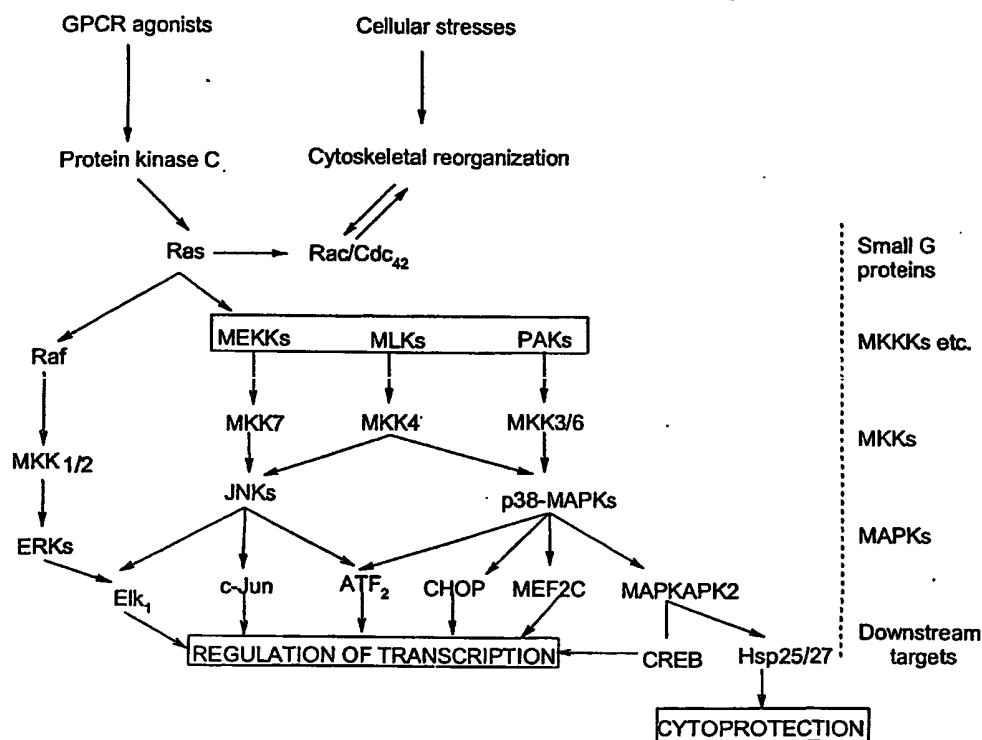 GPCR agonists
Cellular stresses
Protein kinase C
Cytoskeletal reorganization
Ras
Rac/Cdc42
Small G
proteins
MEKKs
MLKs
PAKs
Raf
MKKKs etc.
MKK7
MKK4
MKK3/6
MKKs
MKK 1/2
JNKs
p38-MAPKs
ERKs
MAPKs
Elk1
c-Jun
ATF2
CHOP
MEF2C
MAPKAPK2
REGULATION OF TRANSCRIPTION
CREB
Hsp25/27
Downstream
targets
CYTOPROTECTION